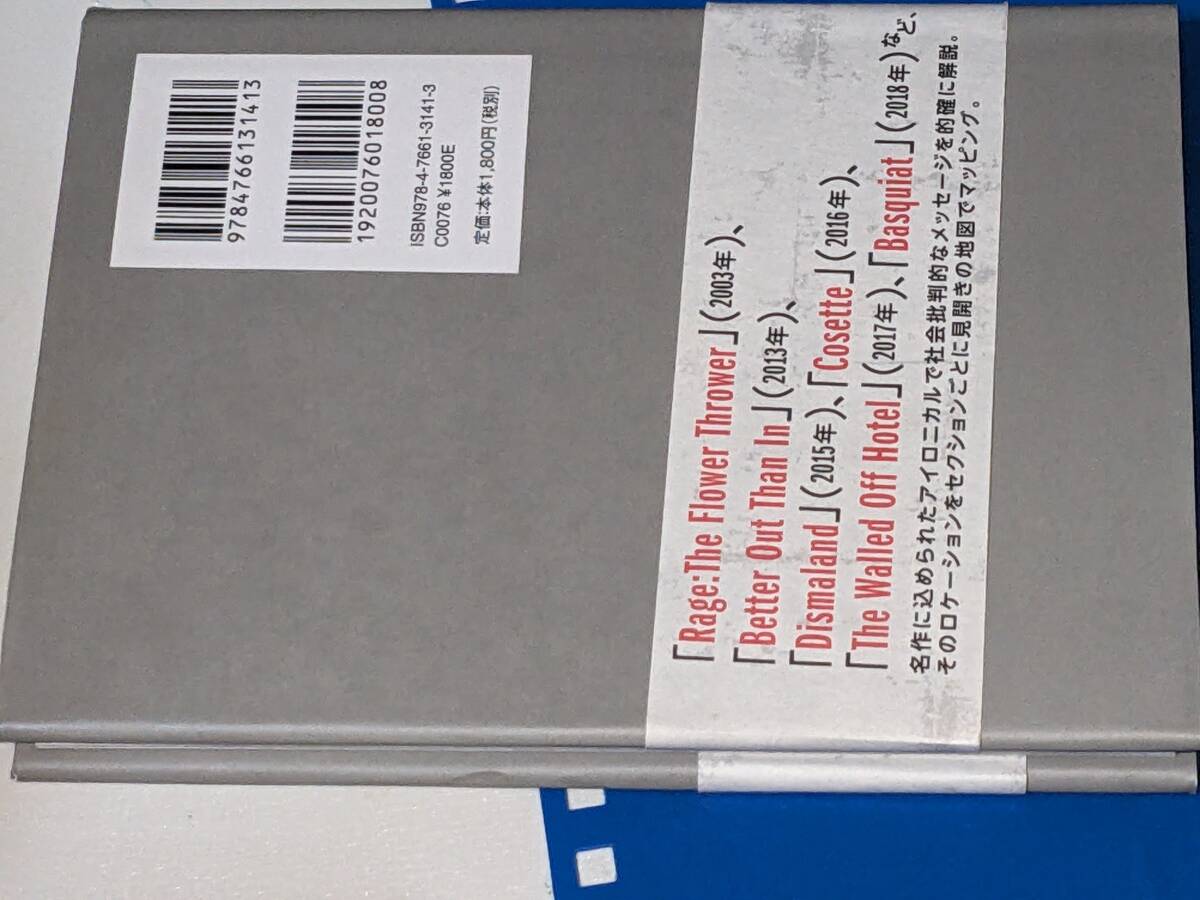 9784766131413
1920076018008
ISBN978-4-7661-3141-3
C0076 ¥1800E
定価:本体1,800円(税別)
「Rage:The Flower Thrower」(2003年)、
「Better Out Than In」(2013年)、
「Dismaland」(2015年)、「Cosette」(2016年)、
「The Walled Off Hotel」(2017年)、「Basquiat」(2018年)など、
名作に込められたアイロニカルで社会批判的なメッセージを的確に解説。
そのロケーションをセクションごとに見開きの地図でマッピング。